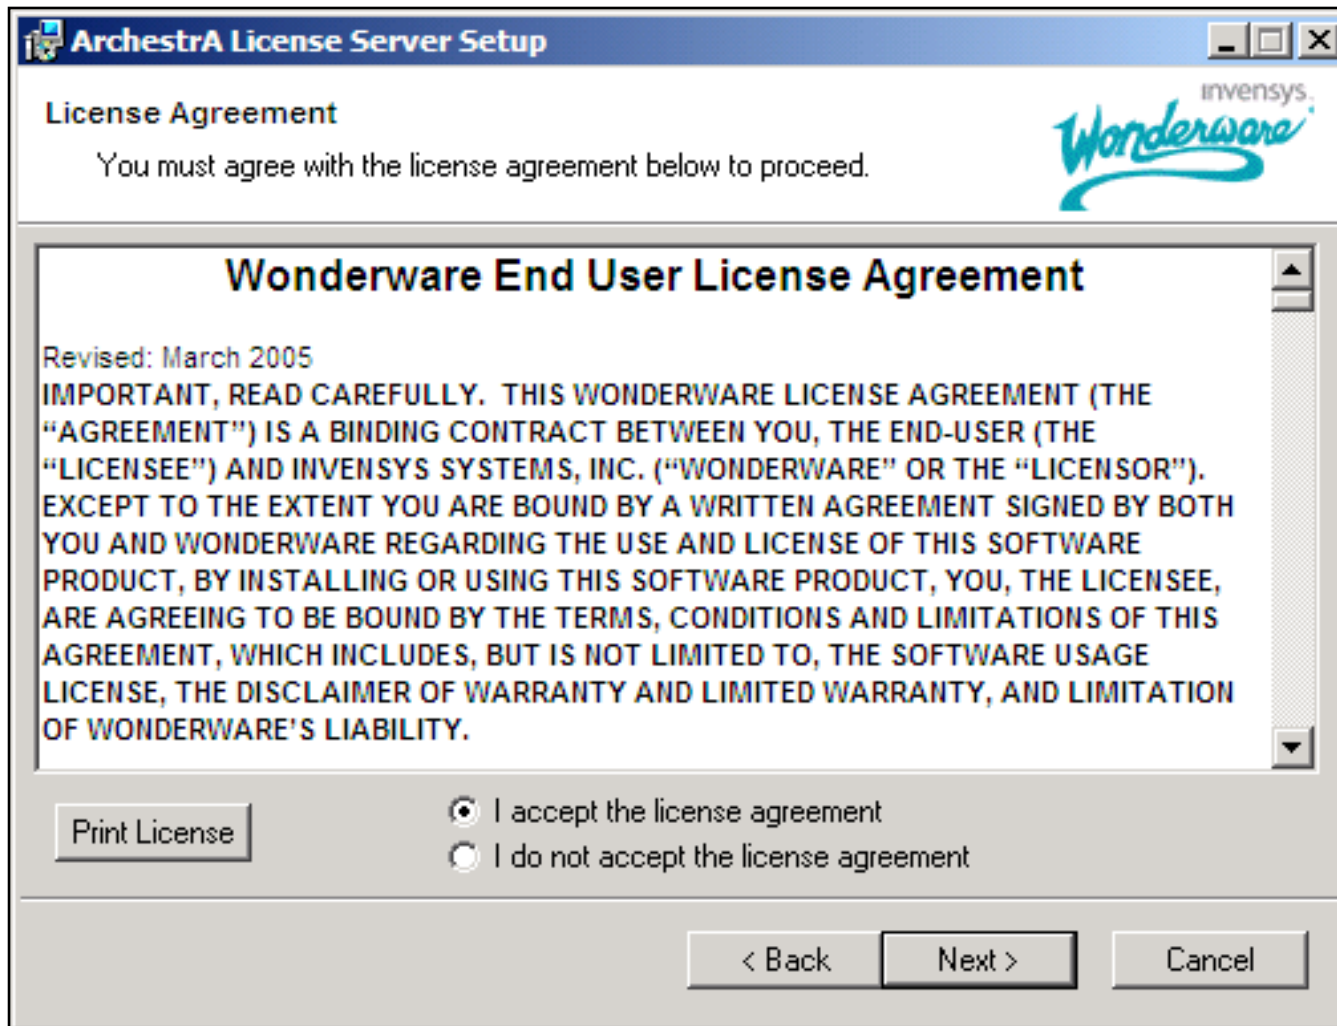 ArchestrA License Server Setup
License Agreement
You must agree with the license agreement below to proceed.
invensys.
Wonderware
Wonderware End User License Agreement
Revised: March 2005
IMPORTANT, READ CAREFULLY.  THIS WONDERWARE LICENSE AGREEMENT (THE
“AGREEMENT”) IS A BINDING CONTRACT BETWEEN YOU, THE END-USER (THE
“LICENSEE”) AND INVENSYS SYSTEMS, INC. (“WONDERWARE” OR THE “LICENSOR”).
EXCEPT TO THE EXTENT YOU ARE BOUND BY A WRITTEN AGREEMENT SIGNED BY BOTH
YOU AND WONDERWARE REGARDING THE USE AND LICENSE OF THIS SOFTWARE
PRODUCT, BY INSTALLING OR USING THIS SOFTWARE PRODUCT, YOU, THE LICENSEE,
ARE AGREEING TO BE BOUND BY THE TERMS, CONDITIONS AND LIMITATIONS OF THIS
AGREEMENT, WHICH INCLUDES, BUT IS NOT LIMITED TO, THE SOFTWARE USAGE
LICENSE, THE DISCLAIMER OF WARRANTY AND LIMITED WARRANTY, AND LIMITATION
OF WONDERWARE’S LIABILITY.
Print License
I accept the license agreement
I do not accept the license agreement
< Back
Next >
Cancel